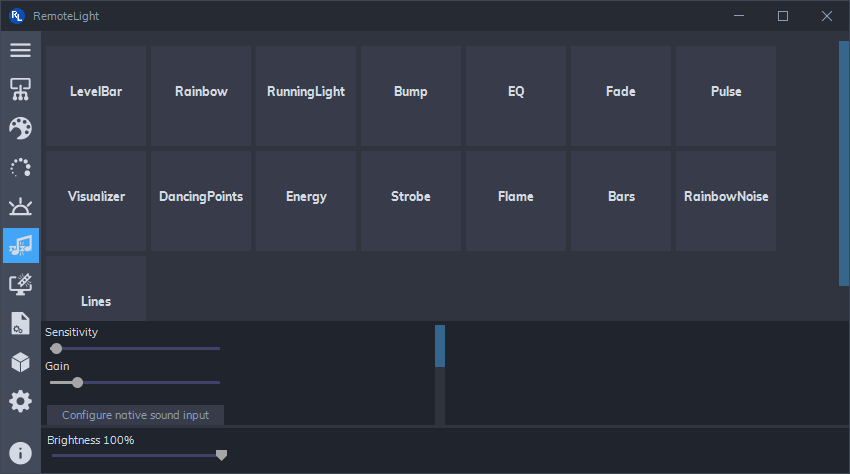 RL RemoteLight
LevelBar Rainbow RunningLight Bump EQ Fade Pulse
Visualizer DancingPoints Energy Strobe Flame Bars RainbowNoise
Lines
Sensitivity
Gain
Configure native sound input
Brightness 100%